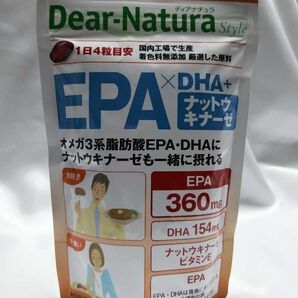 Dear-Natura Style
ディアナチュラ
1日4粒目安
国内工場で生産
着色料無添加 厳選した原料
EPA×DHA+
ナットウ
キナーゼ
オメガ3系脂肪酸EPA・DHAに
ナットウキナーゼも一緒に摂れる
EPA
360mg
DHA 154mg
ナットウキナーゼ
ビタミンE
EPA